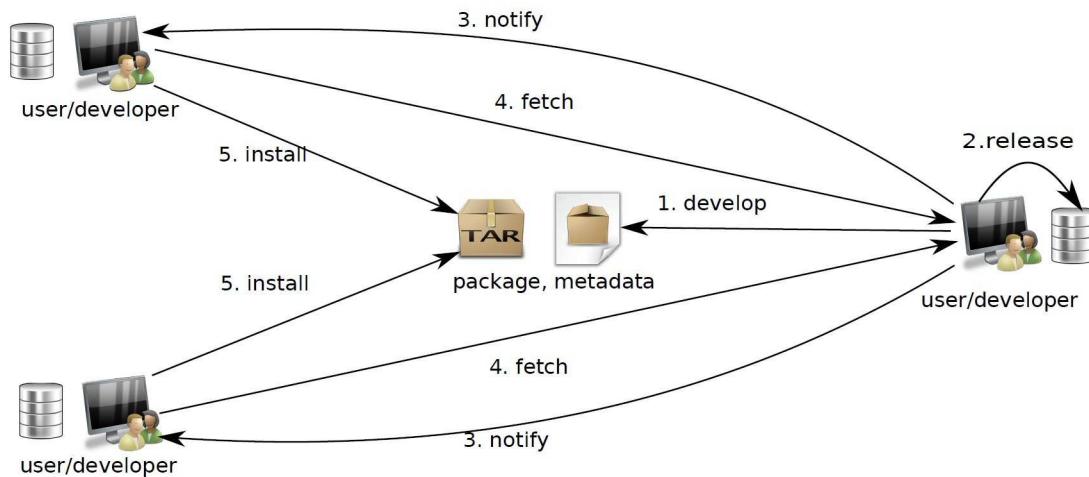 3. notify
4. fetch
user/developer
5. install
2.release
1. develop
TAR
package, metadata
5. install
user/developer
4. fetch
3. notify
user/developer